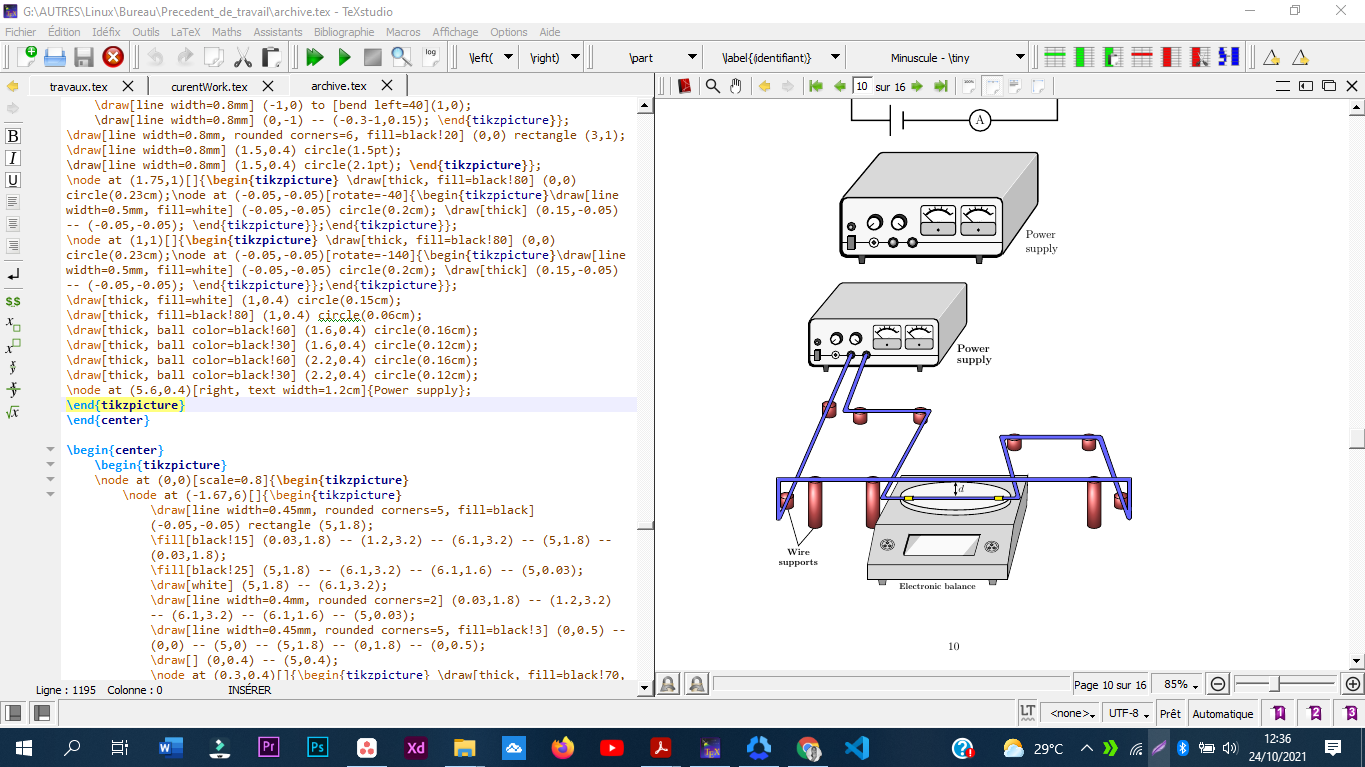 G:\AUTRES\Linux\Bureau\Precedent_de_travail\archive.tex - TeXstudio
Fichier Édition Idéfix Outils LaTeX Maths Assistants Bibliographie Macros Affichage Options Aide
log \left( \right) \part \label{(identifiant)} Minuscule - \tiny
travaux.tex curentWork.tex archive.tex
10 sur 16
\draw[line width=0.8mm] (-1,0) to [bend left=40](1,0);
\draw[line width=0.8mm] (0,-1) -- (-0.3-1,0.15); \end{tikzpicture}};
\draw[line width=0.8mm, rounded corners=6, fill=black!20] (0,0) rectangle (3,1);
\draw[line width=0.8mm] (1.5,0.4) circle(1.5pt);
\draw[line width=0.8mm] (1.5,0.4) circle(2.1pt); \end{tikzpicture}};
\node at (1.75,1)[]{\begin{tikzpicture} \draw[thick, fill=black!80] (0,0)
circle(0.23cm);\node at (-0.05,-0.05)[rotate=-40]{\begin{tikzpicture}\draw[line
width=0.5mm, fill=white] (-0.05,-0.05) circle(0.2cm); \draw[thick] (0.15,-0.05)
-- (-0.05,-0.05); \end{tikzpicture}};\end{tikzpicture}};
\node at (1,1)[]{\begin{tikzpicture} \draw[thick, fill=black!80] (0,0)
circle(0.23cm);\node at (-0.05,-0.05)[rotate=-140]{\begin{tikzpicture}\draw[line
width=0.5mm, fill=white] (-0.05,-0.05) circle(0.2cm); \draw[thick] (0.15,-0.05)
-- (-0.05,-0.05); \end{tikzpicture}};\end{tikzpicture}};
\draw[thick, fill=white] (1,0.4) circle(0.15cm);
\draw[thick, fill=black!80] (1,0.4) circle(0.06cm);
\draw[thick, ball color=black!60] (1.6,0.4) circle(0.16cm);
\draw[thick, ball color=black!30] (1.6,0.4) circle(0.12cm);
\draw[thick, ball color=black!60] (2.2,0.4) circle(0.16cm);
\draw[thick, ball color=black!30] (2.2,0.4) circle(0.12cm);
\node at (5.6,0.4)[right, text width=1.2cm]{Power supply};
\end{tikzpicture}
\end{center}
\begin{center}
\begin{tikzpicture}
\node at (0,0)[scale=0.8]{\begin{tikzpicture}
\node at (-1.67,6)[]{\begin{tikzpicture}
\draw[line width=0.45mm, rounded corners=5, fill=black]
(-0.05,-0.05) rectangle (5,1.8);
\fill[black!15] (0.03,1.8) -- (1.2,3.2) -- (6.1,3.2) -- (5,1.8) --
(0.03,1.8);
\fill[black!25] (5,1.8) -- (6.1,3.2) -- (6.1,1.6) -- (5,0.03);
\draw[white] (5,1.8) -- (6.1,3.2);
\draw[line width=0.4mm, rounded corners=2] (0.03,1.8) -- (1.2,3.2)
-- (6.1,3.2) -- (6.1,1.6) -- (5,0.03);
\draw[line width=0.45mm, rounded corners=5, fill=black!3] (0,0.5) --
(0,0) -- (5,0) -- (5,1.8) -- (0,1.8) -- (0,0.5);
\draw[] (0,0.4) -- (5,0.4);
\node at (0.3,0.4)[]{\begin{tikzpicture} \draw[thick, fill=black!70,
A
Power
supply
Power
supply
d
Wire
supports
Electronic balance
10
Ligne : 1195 Colonne : 0 INSÉRER
Page 10 sur 16 85%
LT <none> UTF-8 Prêt Automatique 1 2 3
29°C 12:36
24/10/2021